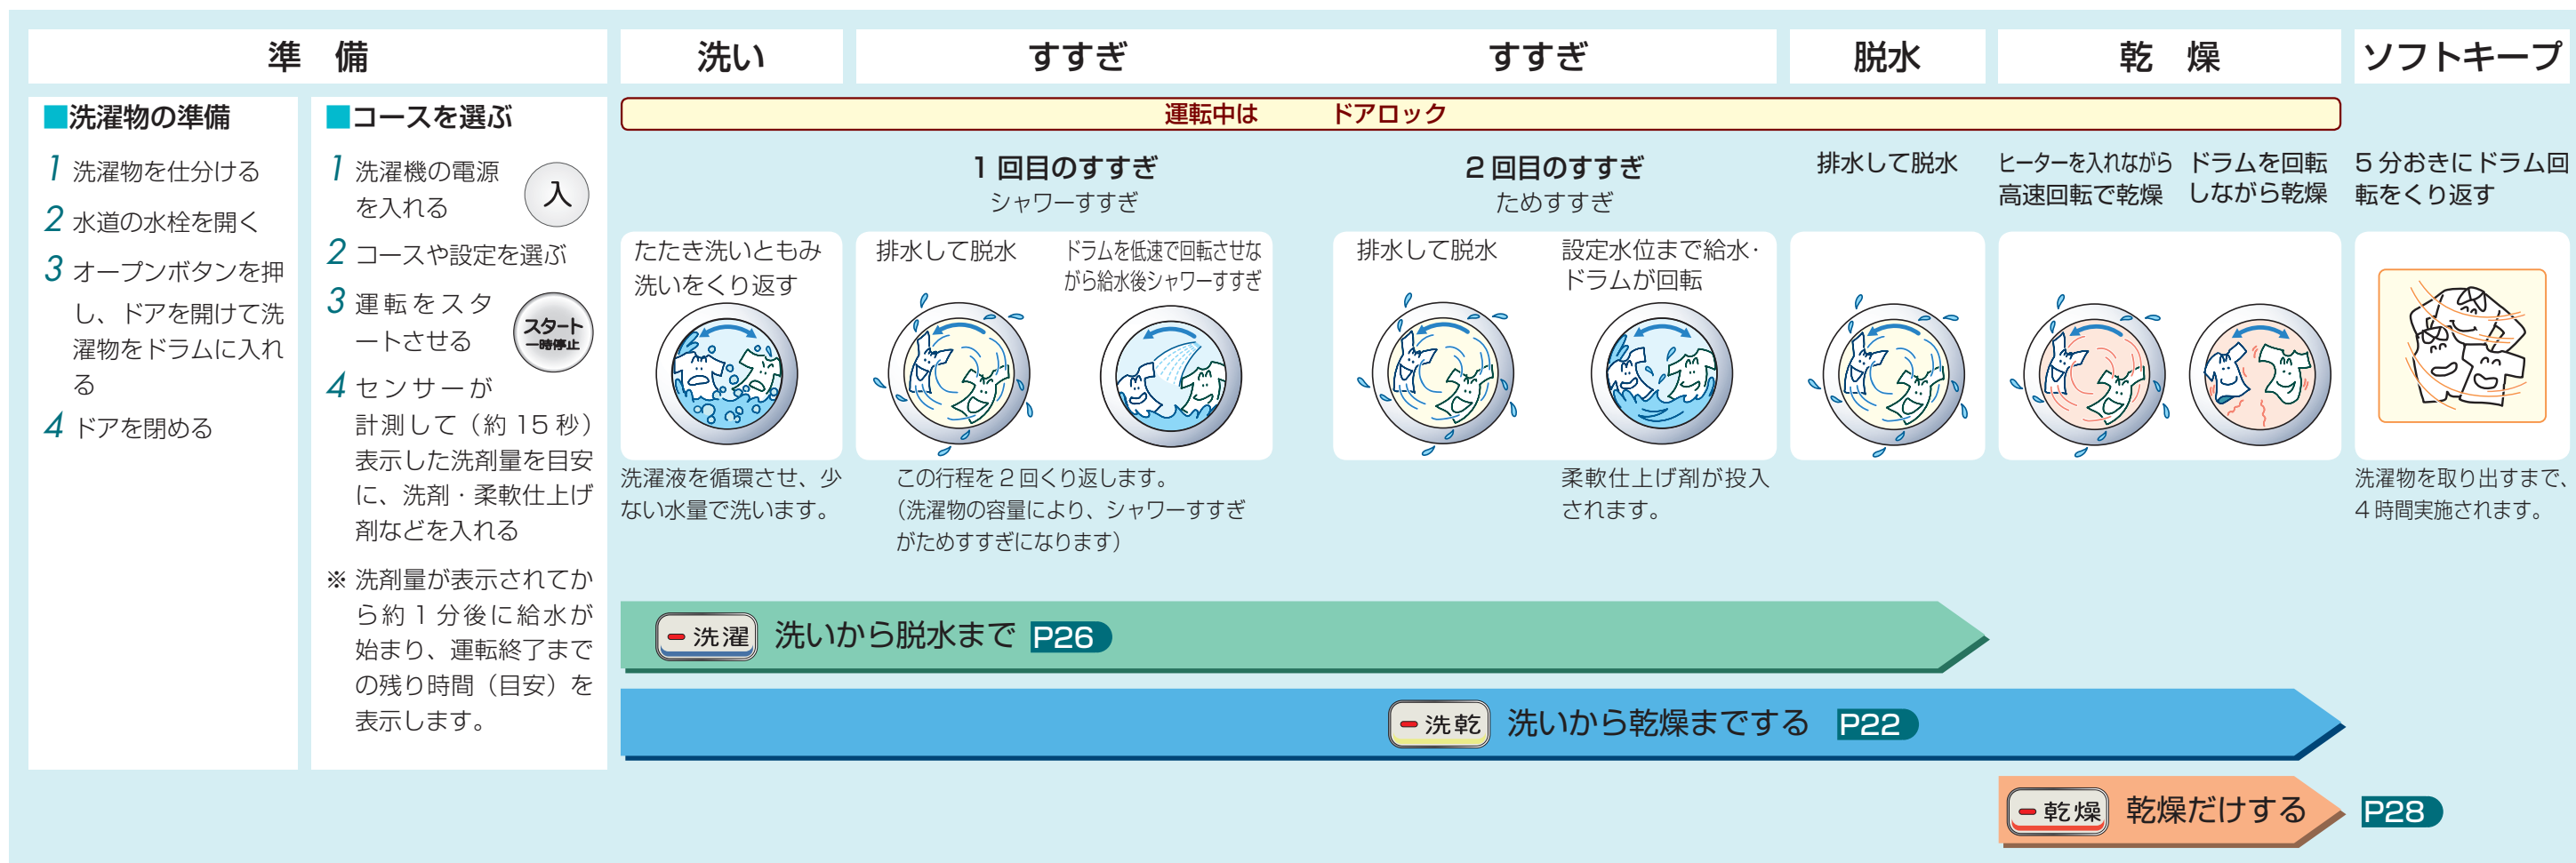 準　備
洗い
すすぎ
すすぎ
脱水
乾　燥
ソフトキープ
■洗濯物の準備
1 洗濯物を仕分ける
2 水道の水栓を開く
3 オープンボタンを押
し、ドアを開けて洗
濯物をドラムに入れ
る
4 ドアを閉める
■コースを選ぶ
1 洗濯機の電源
を入れる
入
2 コースや設定を選ぶ
3 運転をスタ
ートさせる
スタート
一時停止
4 センサーが
計測して（約 15 秒）
表示した洗剤量を目安
に、洗剤・柔軟仕上げ
剤などを入れる
※ 洗剤量が表示されてか
ら約 1 分後に給水が
始まり、運転終了まで
の残り時間（目安）を
表示します。
運転中は　ドアロック
たたき洗いともみ
洗いをくり返す
洗濯液を循環させ、少
ない水量で洗います。
1 回目のすすぎ
シャワーすすぎ
排水して脱水
ドラムを低速で回転させな
がら給水後シャワーすすぎ
この行程を 2 回くり返します。
（洗濯物の容量により、シャワーすすぎ
がためすすぎになります）
2 回目のすすぎ
ためすすぎ
排水して脱水
設定水位まで給水・
ドラムが回転
柔軟仕上げ剤が投入
されます。
排水して脱水
ヒーターを入れながら
高速回転で乾燥
ドラムを回転
しながら乾燥
5 分おきにドラム回
転をくり返す
洗濯物を取り出すまで、
4 時間実施されます。
洗濯 洗いから脱水まで P26
洗乾 洗いから乾燥までする P22
乾燥 乾燥だけする P28